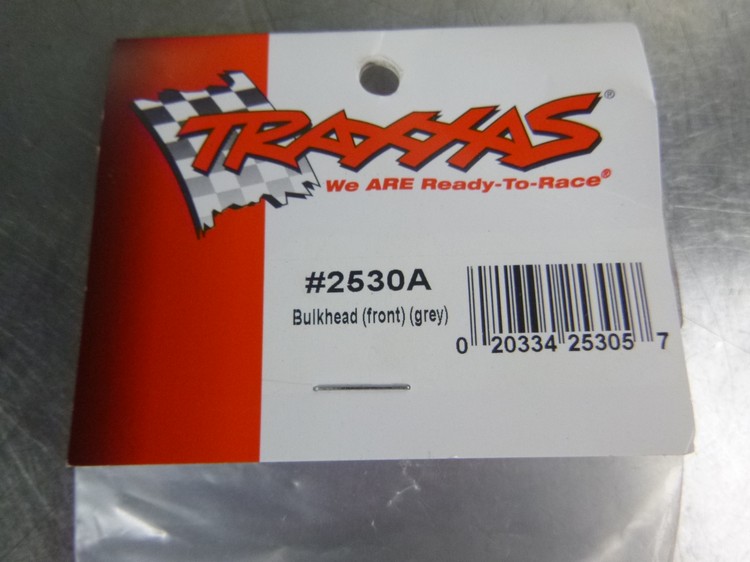 TRAXXAS®
We ARE Ready-To-Race®
#2530A
Bulkhead (front) (grey)
0 20334 25305 7